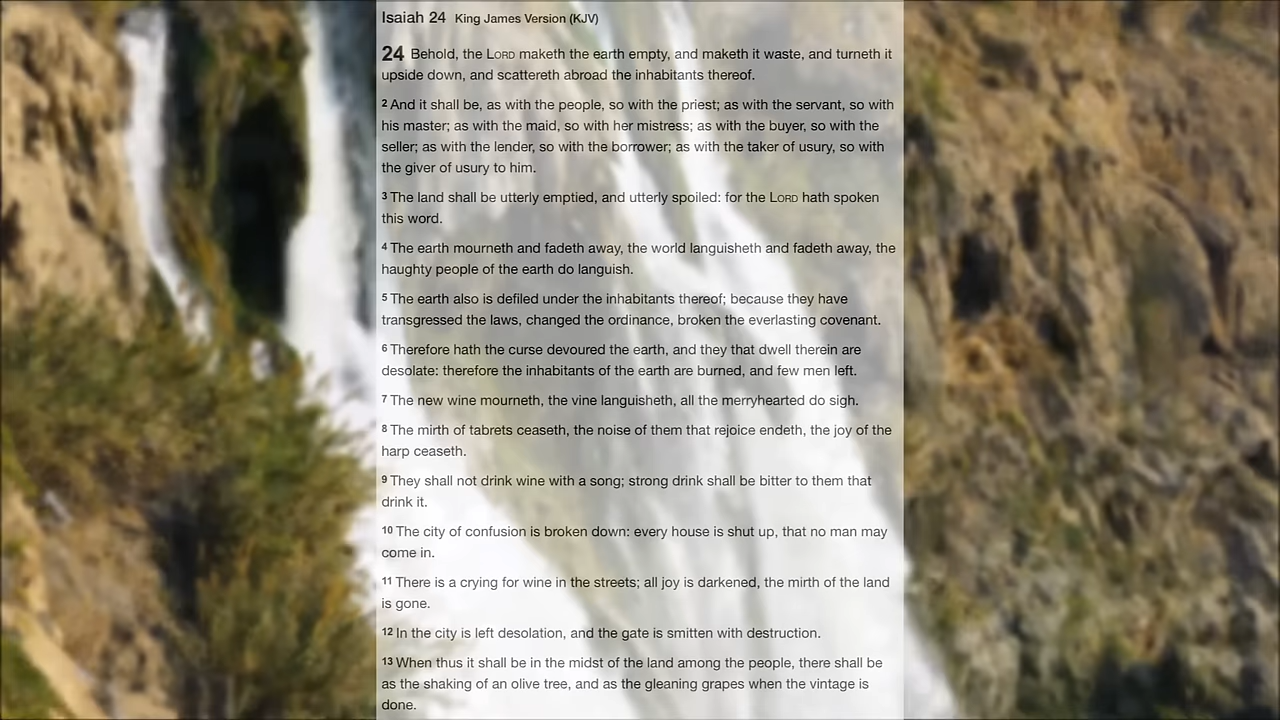 Isaiah 24 King James Version (KJV)
24 Behold, the LORD maketh the earth empty, and maketh it waste, and turneth it
upside down, and scattereth abroad the inhabitants thereof.
2 And it shall be, as with the people, so with the priest; as with the servant, so with
his master; as with the maid, so with her mistress; as with the buyer, so with the
seller; as with the lender, so with the borrower; as with the taker of usury, so with
the giver of usury to him.
3 The land shall be utterly emptied, and utterly spoiled: for the LORD hath spoken
this word.
4 The earth mourneth and fadeth away, the world languisheth and fadeth away, the
haughty people of the earth do languish.
5 The earth also is defiled under the inhabitants thereof; because they have
transgressed the laws, changed the ordinance, broken the everlasting covenant.
6 Therefore hath the curse devoured the earth, and they that dwell therein are
desolate: therefore the inhabitants of the earth are burned, and few men left.
7 The new wine mourneth, the vine languisheth, all the merryhearted do sigh.
8 The mirth of tabrets ceaseth, the noise of them that rejoice endeth, the joy of the
harp ceaseth.
9 They shall not drink wine with a song; strong drink shall be bitter to them that
drink it.
10 The city of confusion is broken down: every house is shut up, that no man may
come in.
11 There is a crying for wine in the streets; all joy is darkened, the mirth of the land
is gone.
12 In the city is left desolation, and the gate is smitten with destruction.
13 When thus it shall be in the midst of the land among the people, there shall be
as the shaking of an olive tree, and as the gleaning grapes when the vintage is
done.